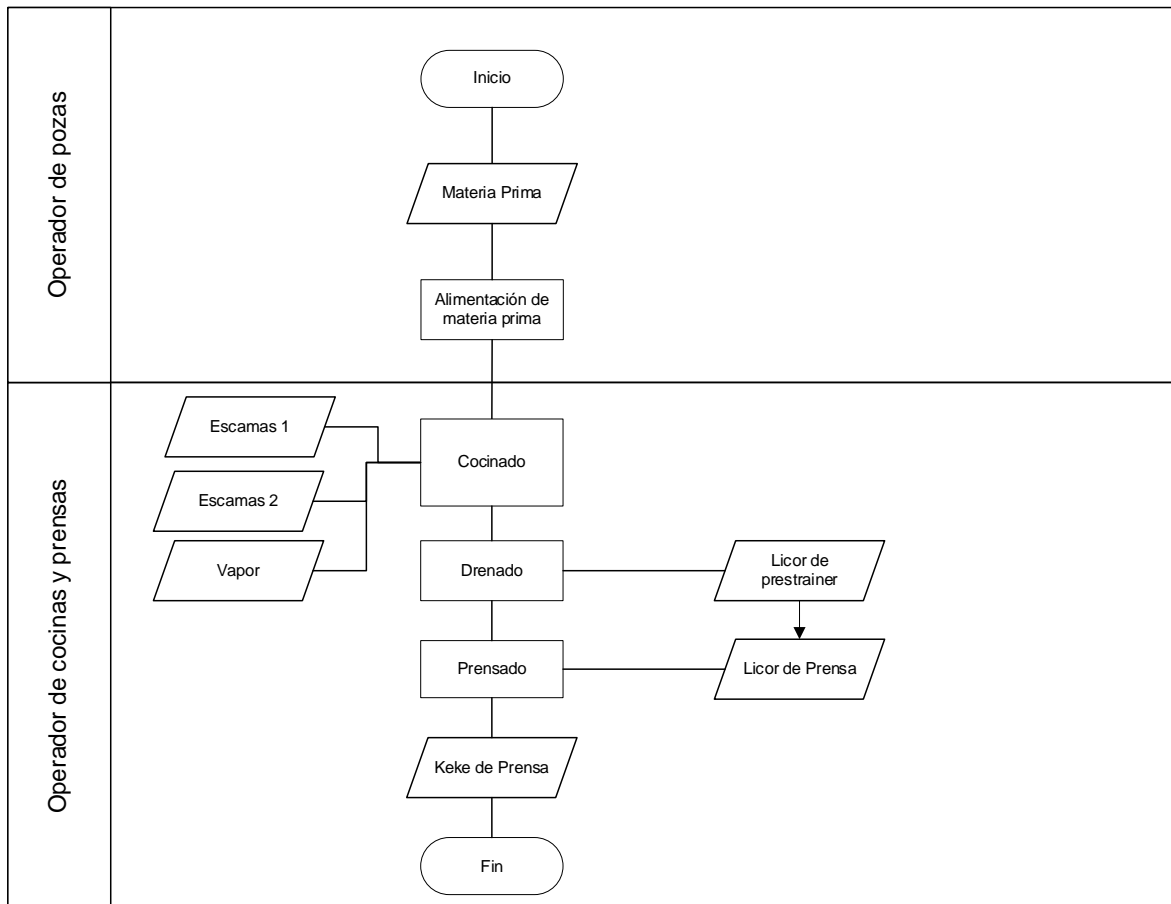 Operador de pozas
Inicio
Materia Prima
Alimentación de
materia prima
Operador de cocinas y prensas
Escamas 1
Cocinado
Escamas 2
Vapor
Drenado
Licor de
prestrainer
Prensado
Licor de Prensa
Keke de Prensa
Fin